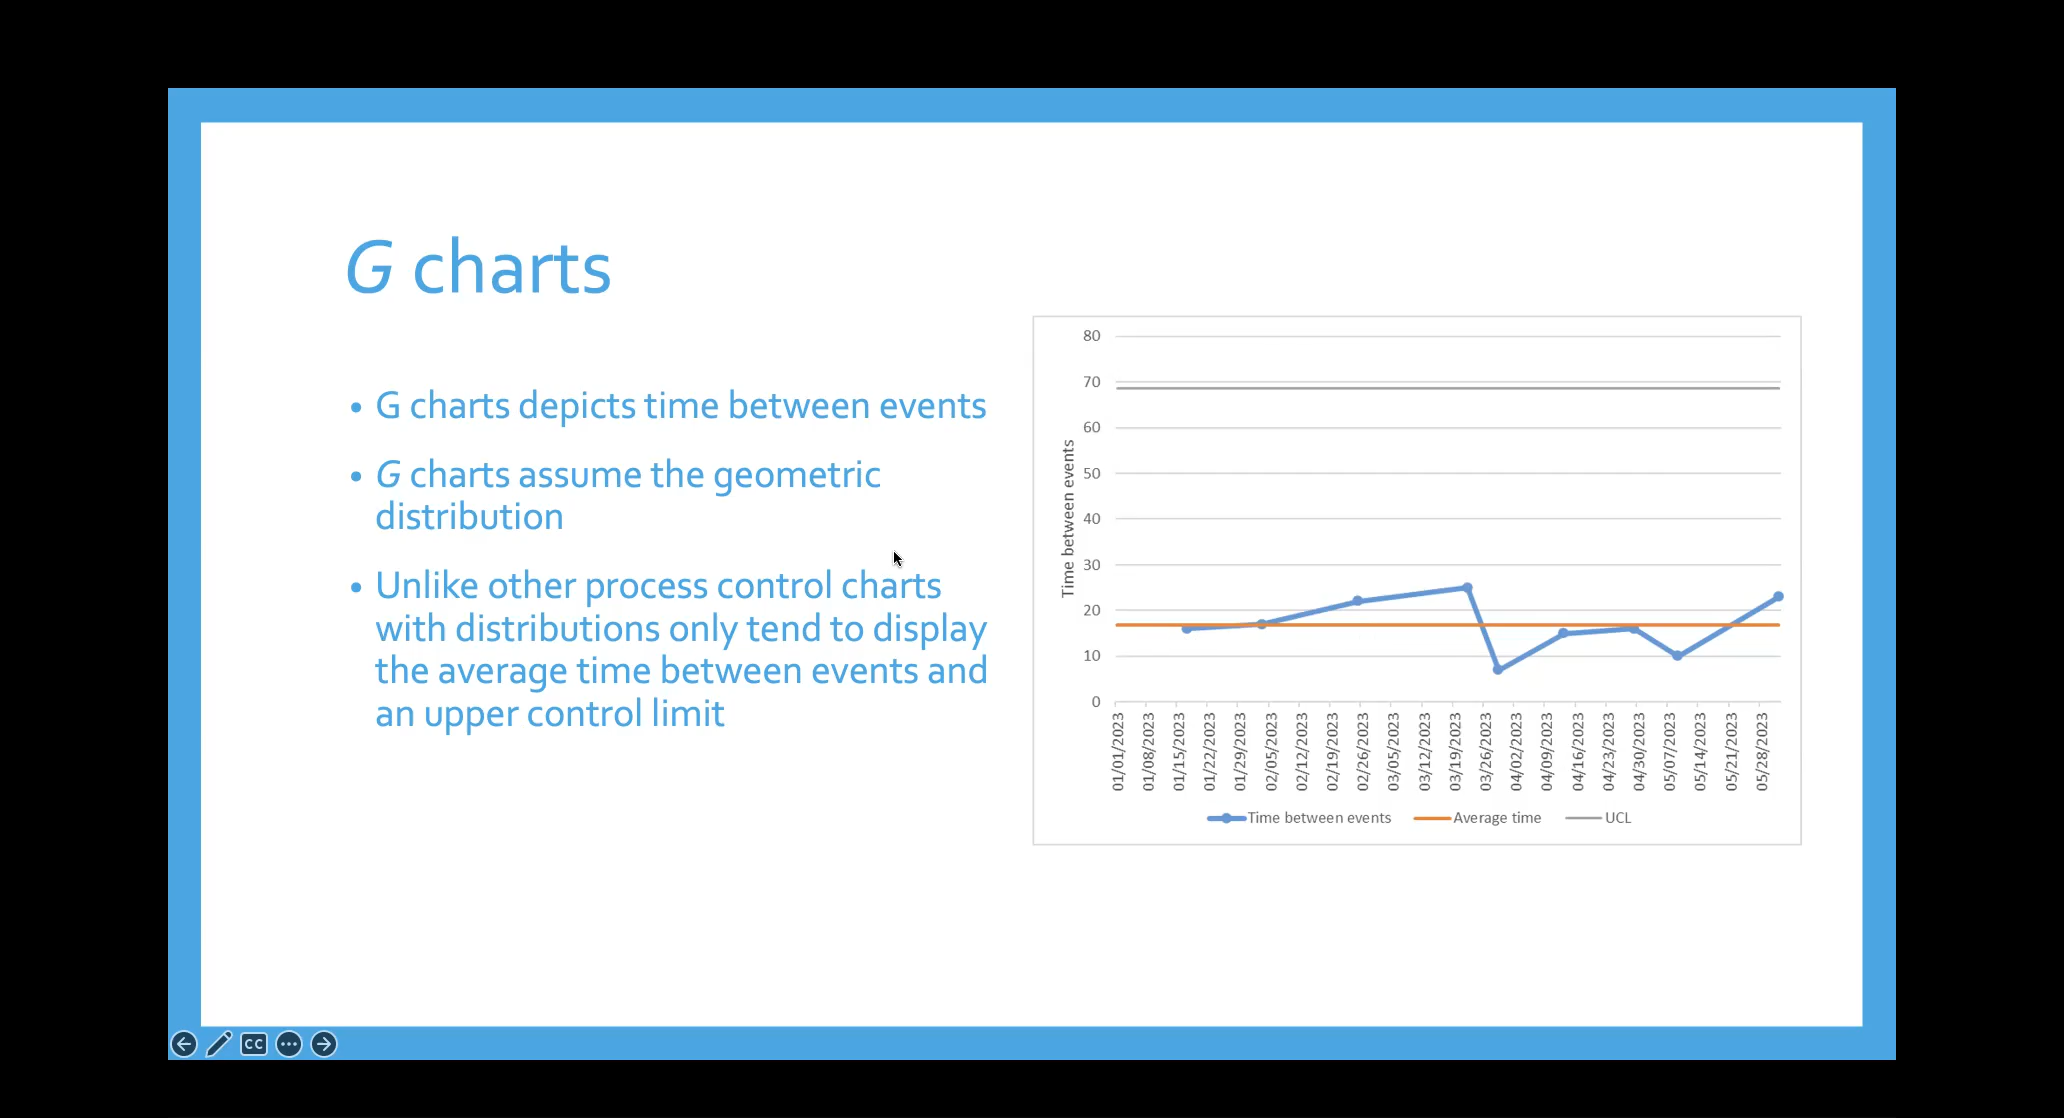 G charts
• G charts depicts time between events
• G charts assume the geometric
distribution
• Unlike other process control charts
with distributions only tend to display
the average time between events and
an upper control limit
Time between events
80
70
60
50
40
30
20
10
0
01/01/2023
01/08/2023
01/15/2023
01/22/2023
01/29/2023
02/05/2023
02/12/2023
02/19/2023
02/26/2023
03/05/2023
03/12/2023
03/19/2023
03/26/2023
04/02/2023
04/09/2023
04/16/2023
04/23/2023
04/30/2023
05/07/2023
05/14/2023
05/21/2023
05/28/2023
Time between events Average time UCL
CC